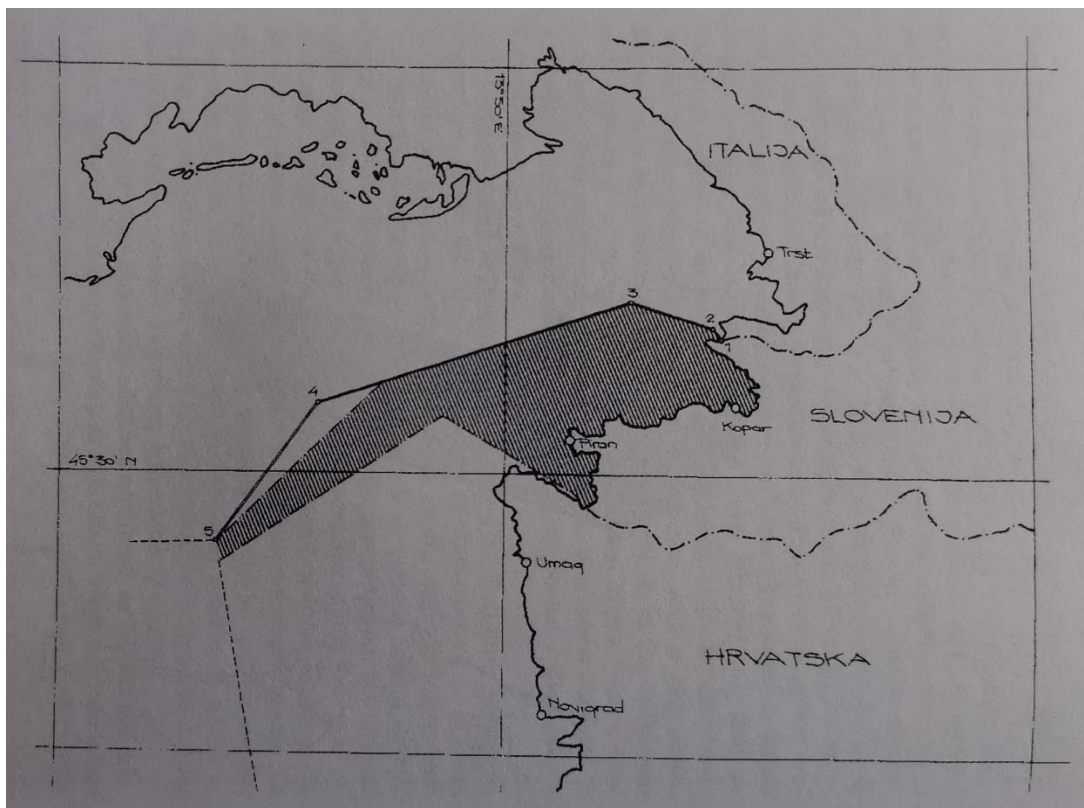 13°30' E
ITALIJA
Trst
3
2
1
4
Kopar
SLOVENIJA
Piran
45°30' N
5
Umag
HRVATSKA
Novigrad